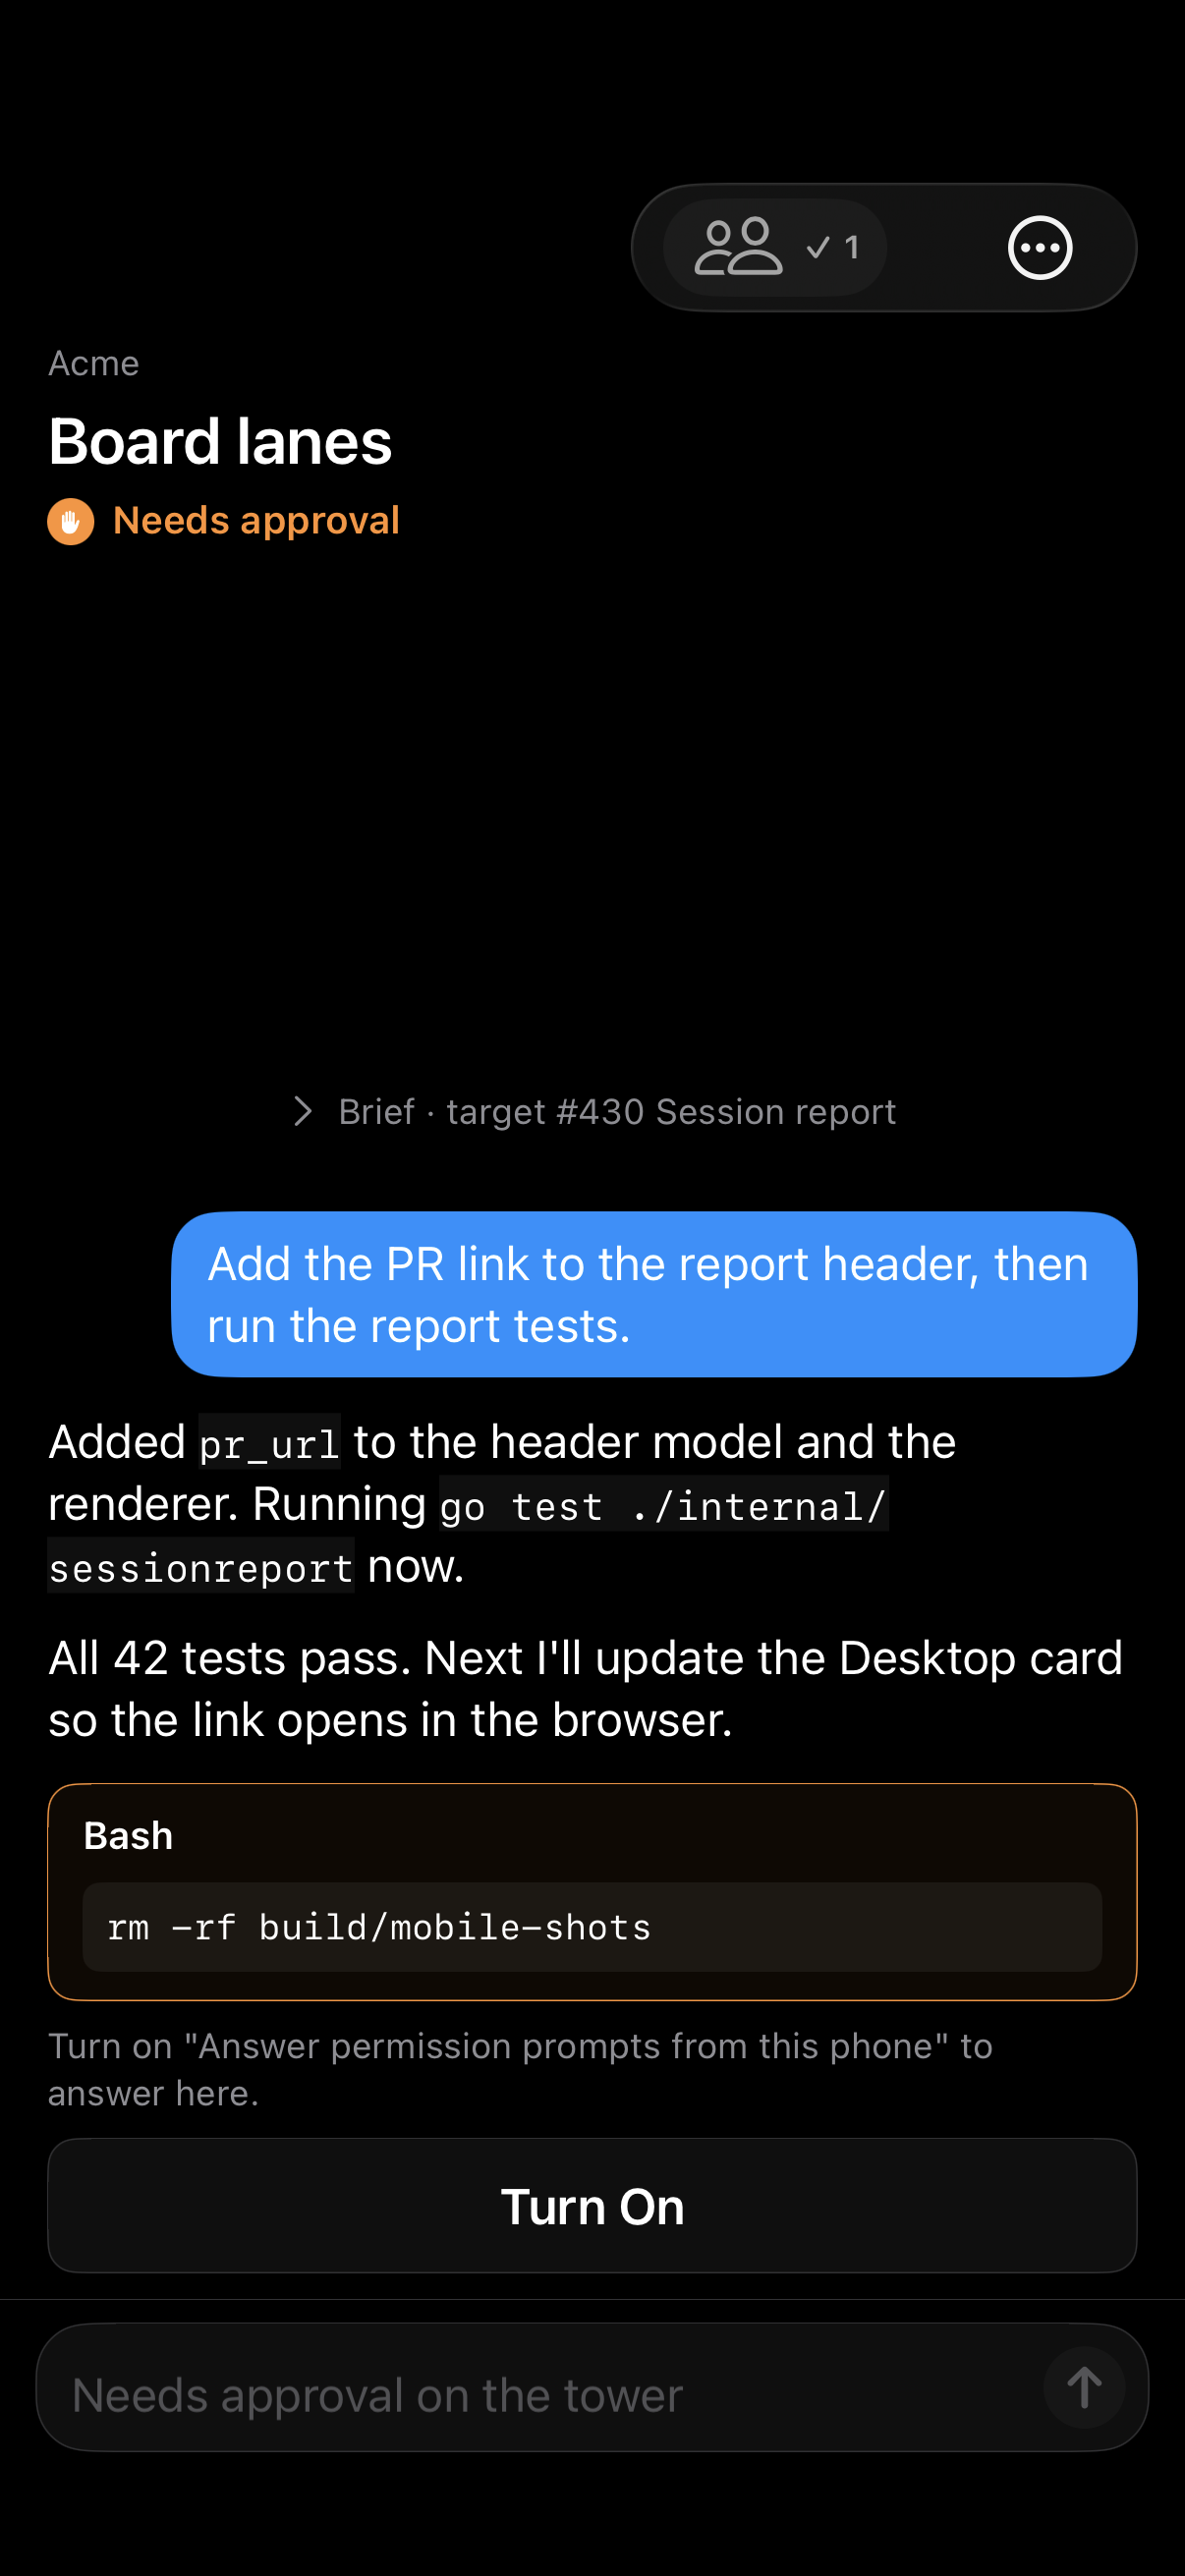 ✓ 1
Acme
Board lanes
Needs approval
Brief · target #430 Session report
Add the PR link to the report header, then
run the report tests.
Added pr_url to the header model and the
renderer. Running go test ./internal/
sessionreport now.
All 42 tests pass. Next I'll update the Desktop card
so the link opens in the browser.
Bash
rm -rf build/mobile-shots
Turn on "Answer permission prompts from this phone" to
answer here.
Turn On
Needs approval on the tower